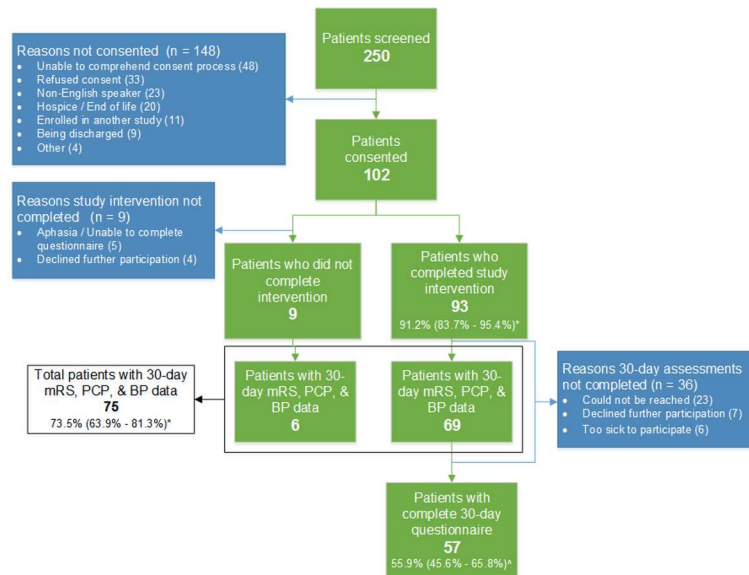 Patients screened
250
Reasons not consented (n = 148)
• Unable to comprehend consent process (48)
• Refused consent (33)
• Non-English speaker (23)
• Hospice / End of life (20)
• Enrolled in another study (11)
• Being discharged (9)
• Other (4)
Patients
consented
102
Reasons study intervention not
completed (n = 9)
• Aphasia / Unable to complete
questionnaire (5)
• Declined further participation (4)
Patients who did not
complete
intervention
9
Patients who
completed study
intervention
93
91.2% (83.7% - 95.4%)*
Total patients with 30-day
mRS, PCP, & BP data
75
73.5% (63.9% - 81.3%)*
Patients with 30-
day mRS, PCP, &
BP data
6
Patients with 30-
day mRS, PCP, &
BP data
69
Reasons 30-day assessments
not completed (n = 36)
• Could not be reached (23)
• Declined further participation (7)
• Too sick to participate (6)
Patients with
complete 30-day
questionnaire
57
55.9% (45.6% - 65.8%)^